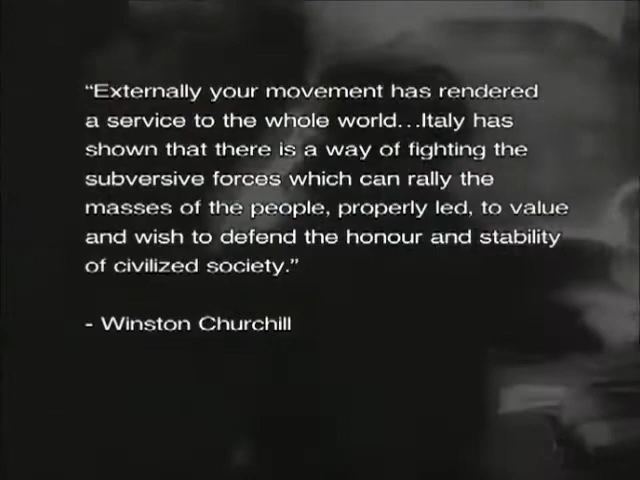 “Externally your movement has rendered
a service to the whole world…Italy has
shown that there is a way of fighting the
subversive forces which can rally the
masses of the people, properly led, to value
and wish to defend the honour and stability
of civilized society.”
- Winston Churchill